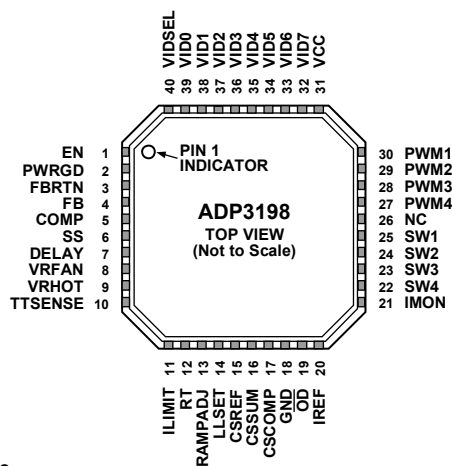 VIDSEL
VID0
VID1
VID2
VID3
VID4
VID5
VID6
VID7
VCC
40
39
38
37
36
35
34
33
32
31
EN 1
PWRGD 2
FBRTN 3
FB 4
COMP 5
SS 6
DELAY 7
VRFAN 8
VRHOT 9
TTSENSE 10
PIN 1
INDICATOR
ADP3198
TOP VIEW
(Not to Scale)
30 PWM1
29 PWM2
28 PWM3
27 PWM4
26 NC
25 SW1
24 SW2
23 SW3
22 SW4
21 IMON
11
12
13
14
15
16
17
18
19
20
ILIMIT
RT
RAMPADJ
LLSET
CSREF
CSSUM
CSCOMP
GND
OD
IREF